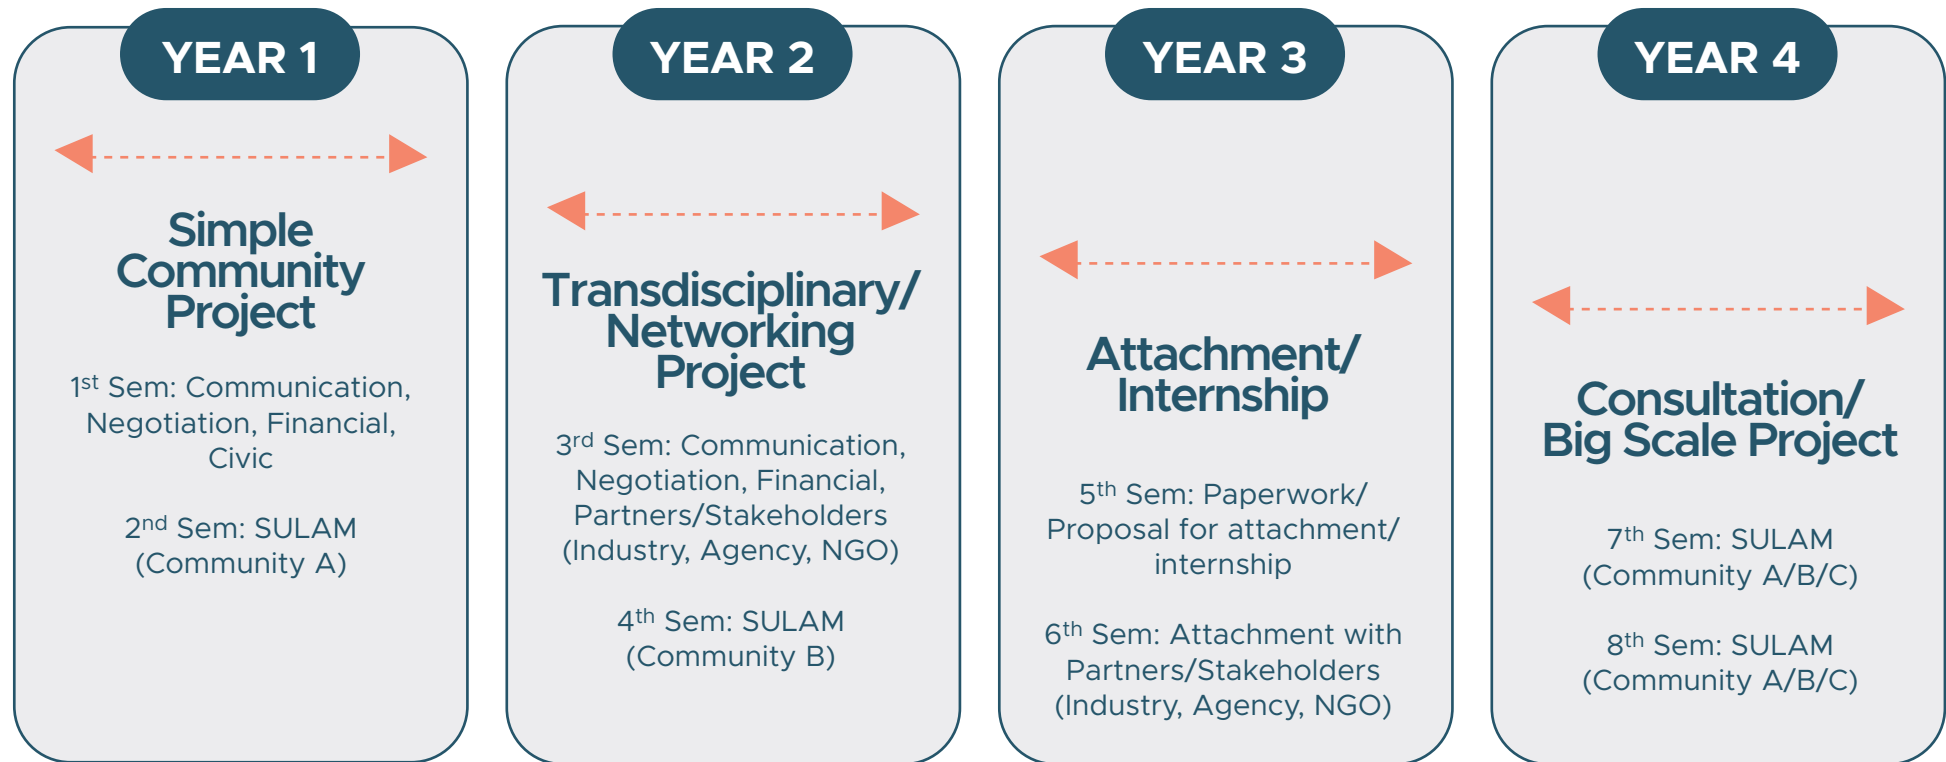 YEAR 1
Simple
Community
Project
1st Sem: Communication,
Negotiation, Financial,
Civic
2nd Sem: SULAM
(Community A)
YEAR 2
Transdisciplinary/
Networking
Project
3rd Sem: Communication,
Negotiation, Financial,
Partners/Stakeholders
(Industry, Agency, NGO)
4th Sem: SULAM
(Community B)
YEAR 3
Attachment/
Internship
5th Sem: Paperwork/
Proposal for attachment/
internship
6th Sem: Attachment with
Partners/Stakeholders
(Industry, Agency, NGO)
YEAR 4
Consultation/
Big Scale Project
7th Sem: SULAM
(Community A/B/C)
8th Sem: SULAM
(Community A/B/C)